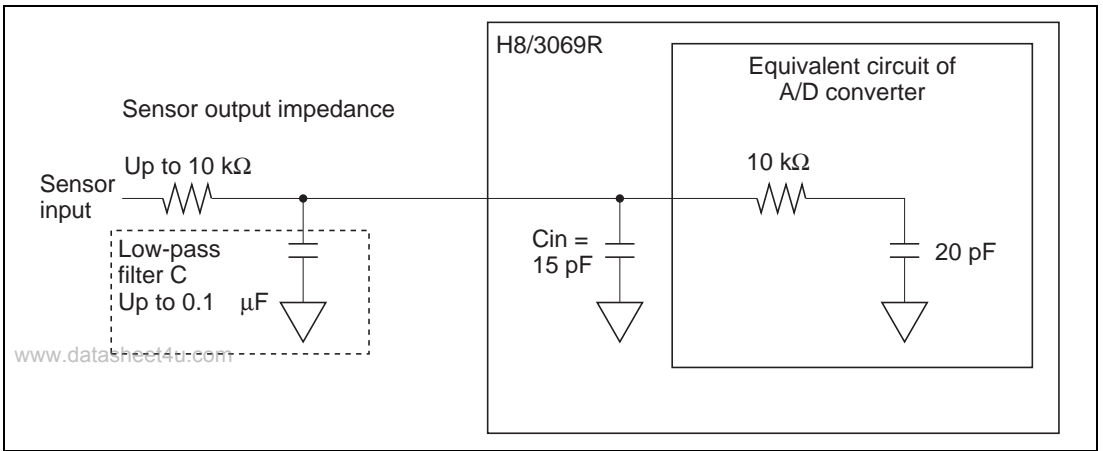 H8/3069R
Equivalent circuit of
A/D converter
Sensor output impedance
Up to 10 kΩ
Sensor
input
10 kΩ
Low-pass
filter C
Up to 0.1 μF
Cin =
15 pF
20 pF
www.datasheet4u.com